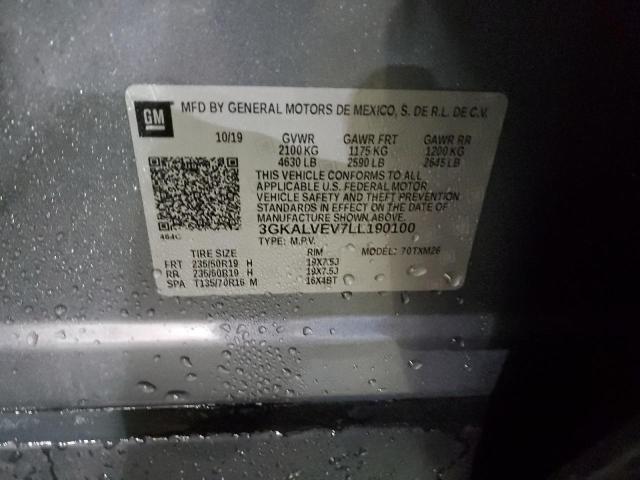 GM
MFD BY GENERAL MOTORS DE MEXICO, S. DE R.L. DE C.V.
10/19 GVWR GAWR FRT GAWR RR
2100 KG 1175 KG 1200 KG
4630 LB 2590 LB 2645 LB
THIS VEHICLE CONFORMS TO ALL
APPLICABLE U.S. FEDERAL MOTOR
VEHICLE SAFETY AND THEFT PREVENTION
STANDARDS IN EFFECT ON THE DATE OF
MANUFACTURE SHOWN ABOVE.
3GKALVEV7LL190100
464C TYPE: M.P.V. MODEL: 70TXM26
TIRE SIZE RIM
FRT 235/50R19 H 19X7.5J
RR 235/50R19 H 19X7.5J
SPA T135/70R16 M 16X4BT